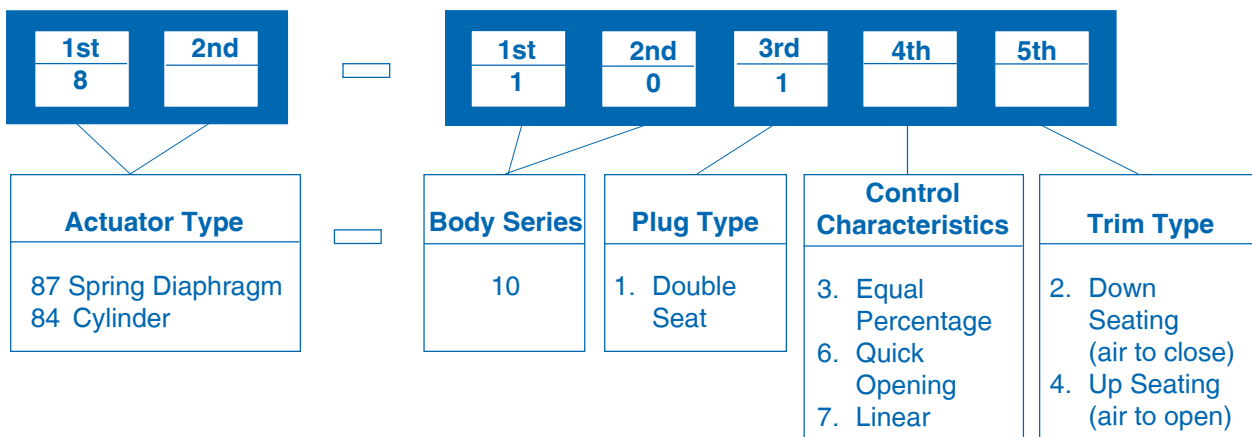 1st 2nd 1st 2nd 3rd 4th 5th
8 1 0 1
Actuator Type
87 Spring Diaphragm
84 Cylinder
Body Series
10
Plug Type
1. Double
Seat
Control
Characteristics
3. Equal
Percentage
6. Quick
Opening
7. Linear
Trim Type
2. Down
Seating
(air to close)
4. Up Seating
(air to open)